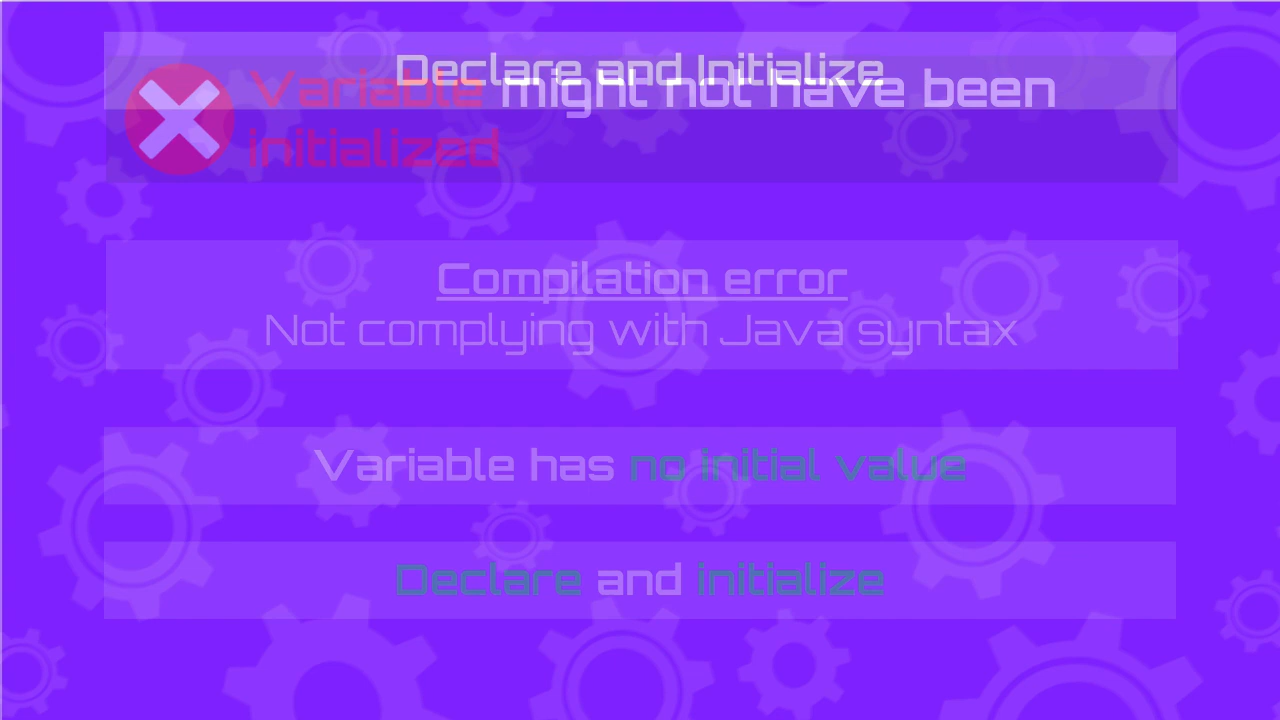 Declare and Initialize
Variable might not have been
initialized
Compilation error
Not complying with Java syntax
Variable has no initial value
Declare and initialize